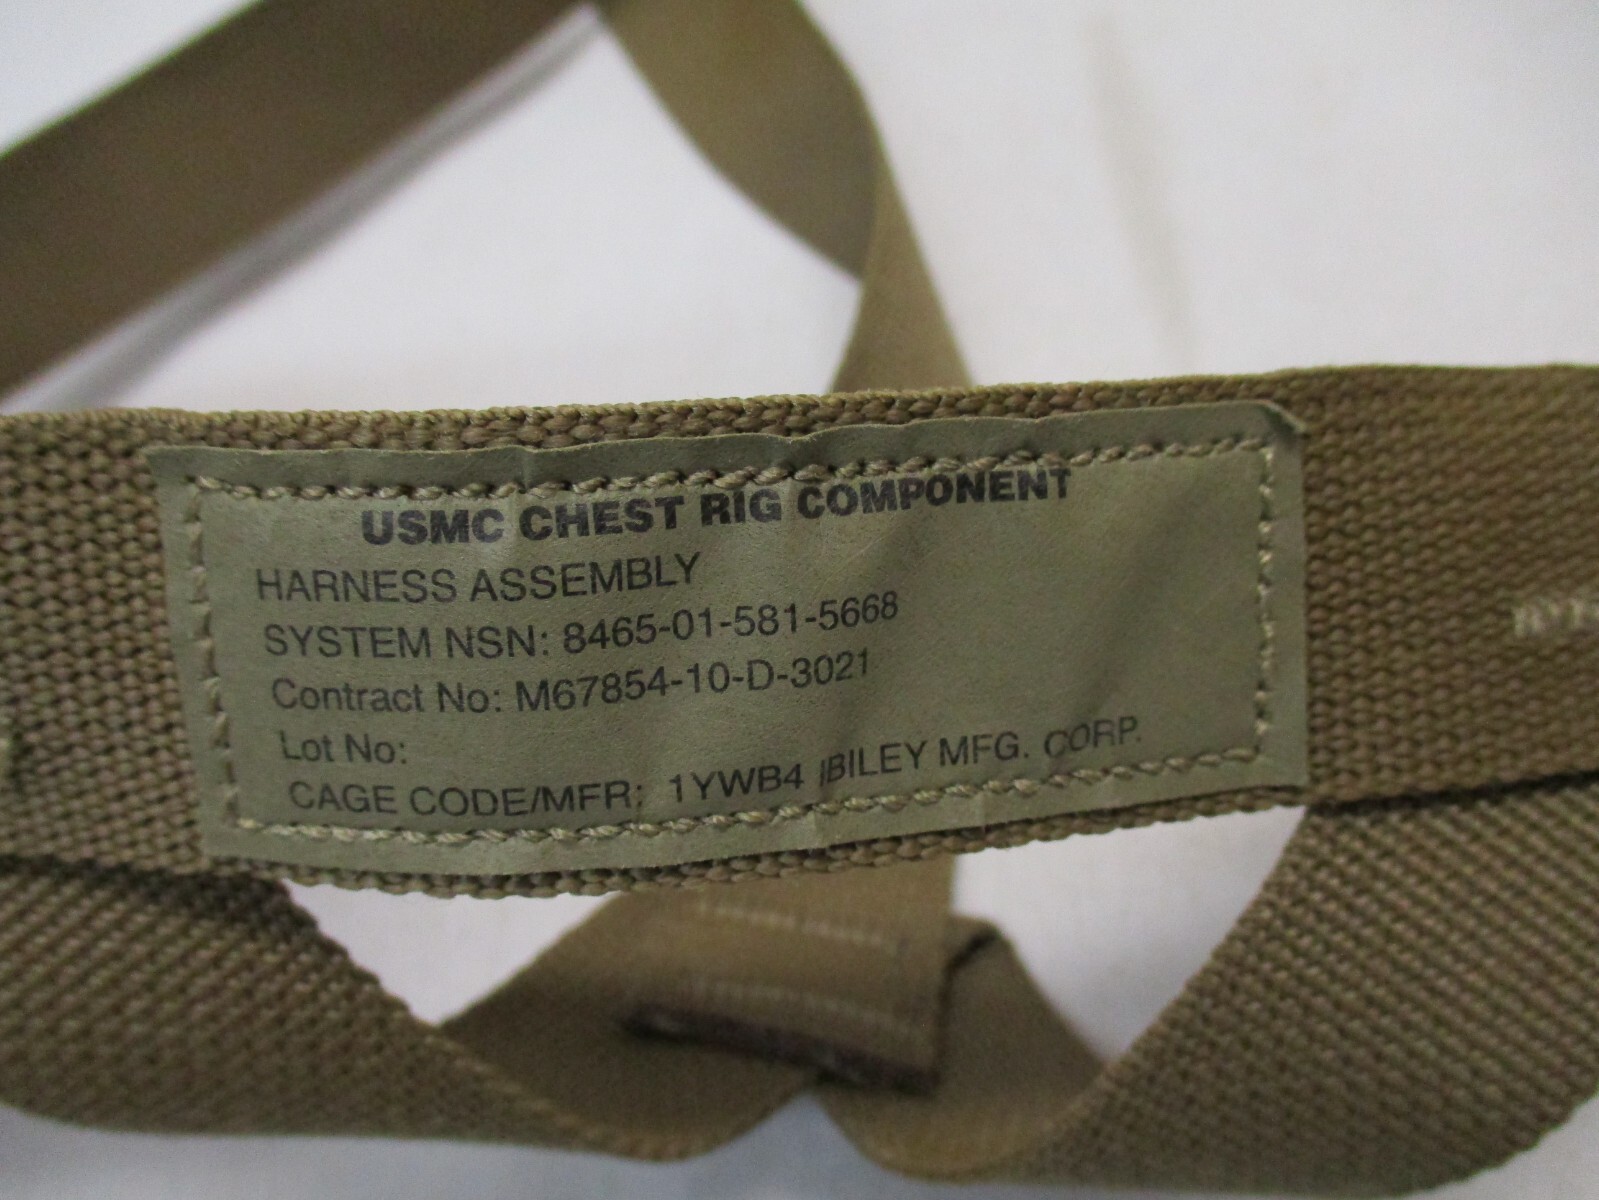 USMC CHEST RIG COMPONENT
HARNESS ASSEMBLY
SYSTEM NSN: 8465-01-581-5668
Contract No: M67854-10-D-3021
Lot No:
CAGE CODE/MFR: 1YWB4 IBILEY MFG. CORP.